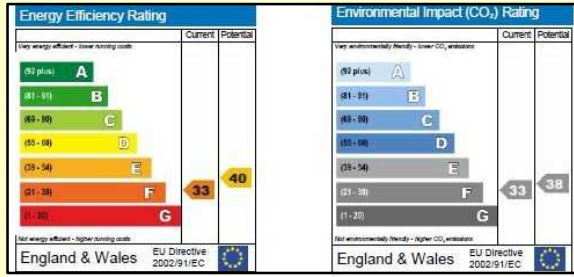 Energy Efficiency Rating
Current Potential
Very energy efficient - lower running costs
(92 plus) A
(81 - 91) B
(69 - 80) C
(55 - 68) D
(39 - 54) E
(21 - 38) F
(1 - 20) G
33
40
Not energy efficient - higher running costs
England & Wales
EU Directive
2002/91/EC
Environmental Impact (CO₂) Rating
Current Potential
Very environmentally friendly - lower CO₂ emissions
(92 plus) A
(81 - 91) B
(69 - 80) C
(55 - 68) D
(39 - 54) E
(21 - 38) F
(1 - 20) G
33
38
Not environmentally friendly - higher CO₂ emissions
England & Wales
EU Directive
2002/91/EC